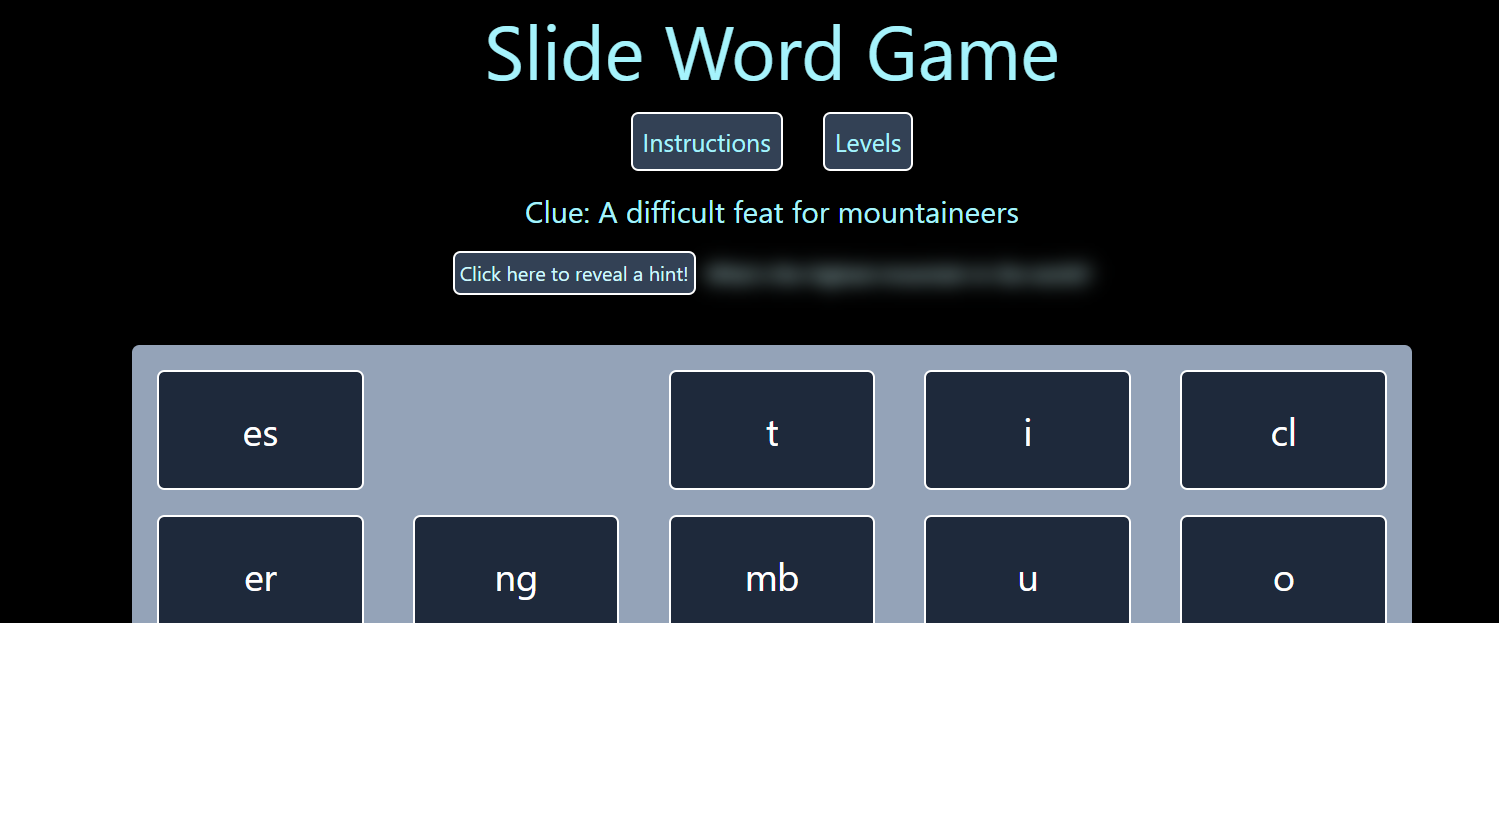 Slide Word Game
Instructions Levels
Clue: A difficult feat for mountaineers
Click here to reveal a hint!
es t i cl
er ng mb u o